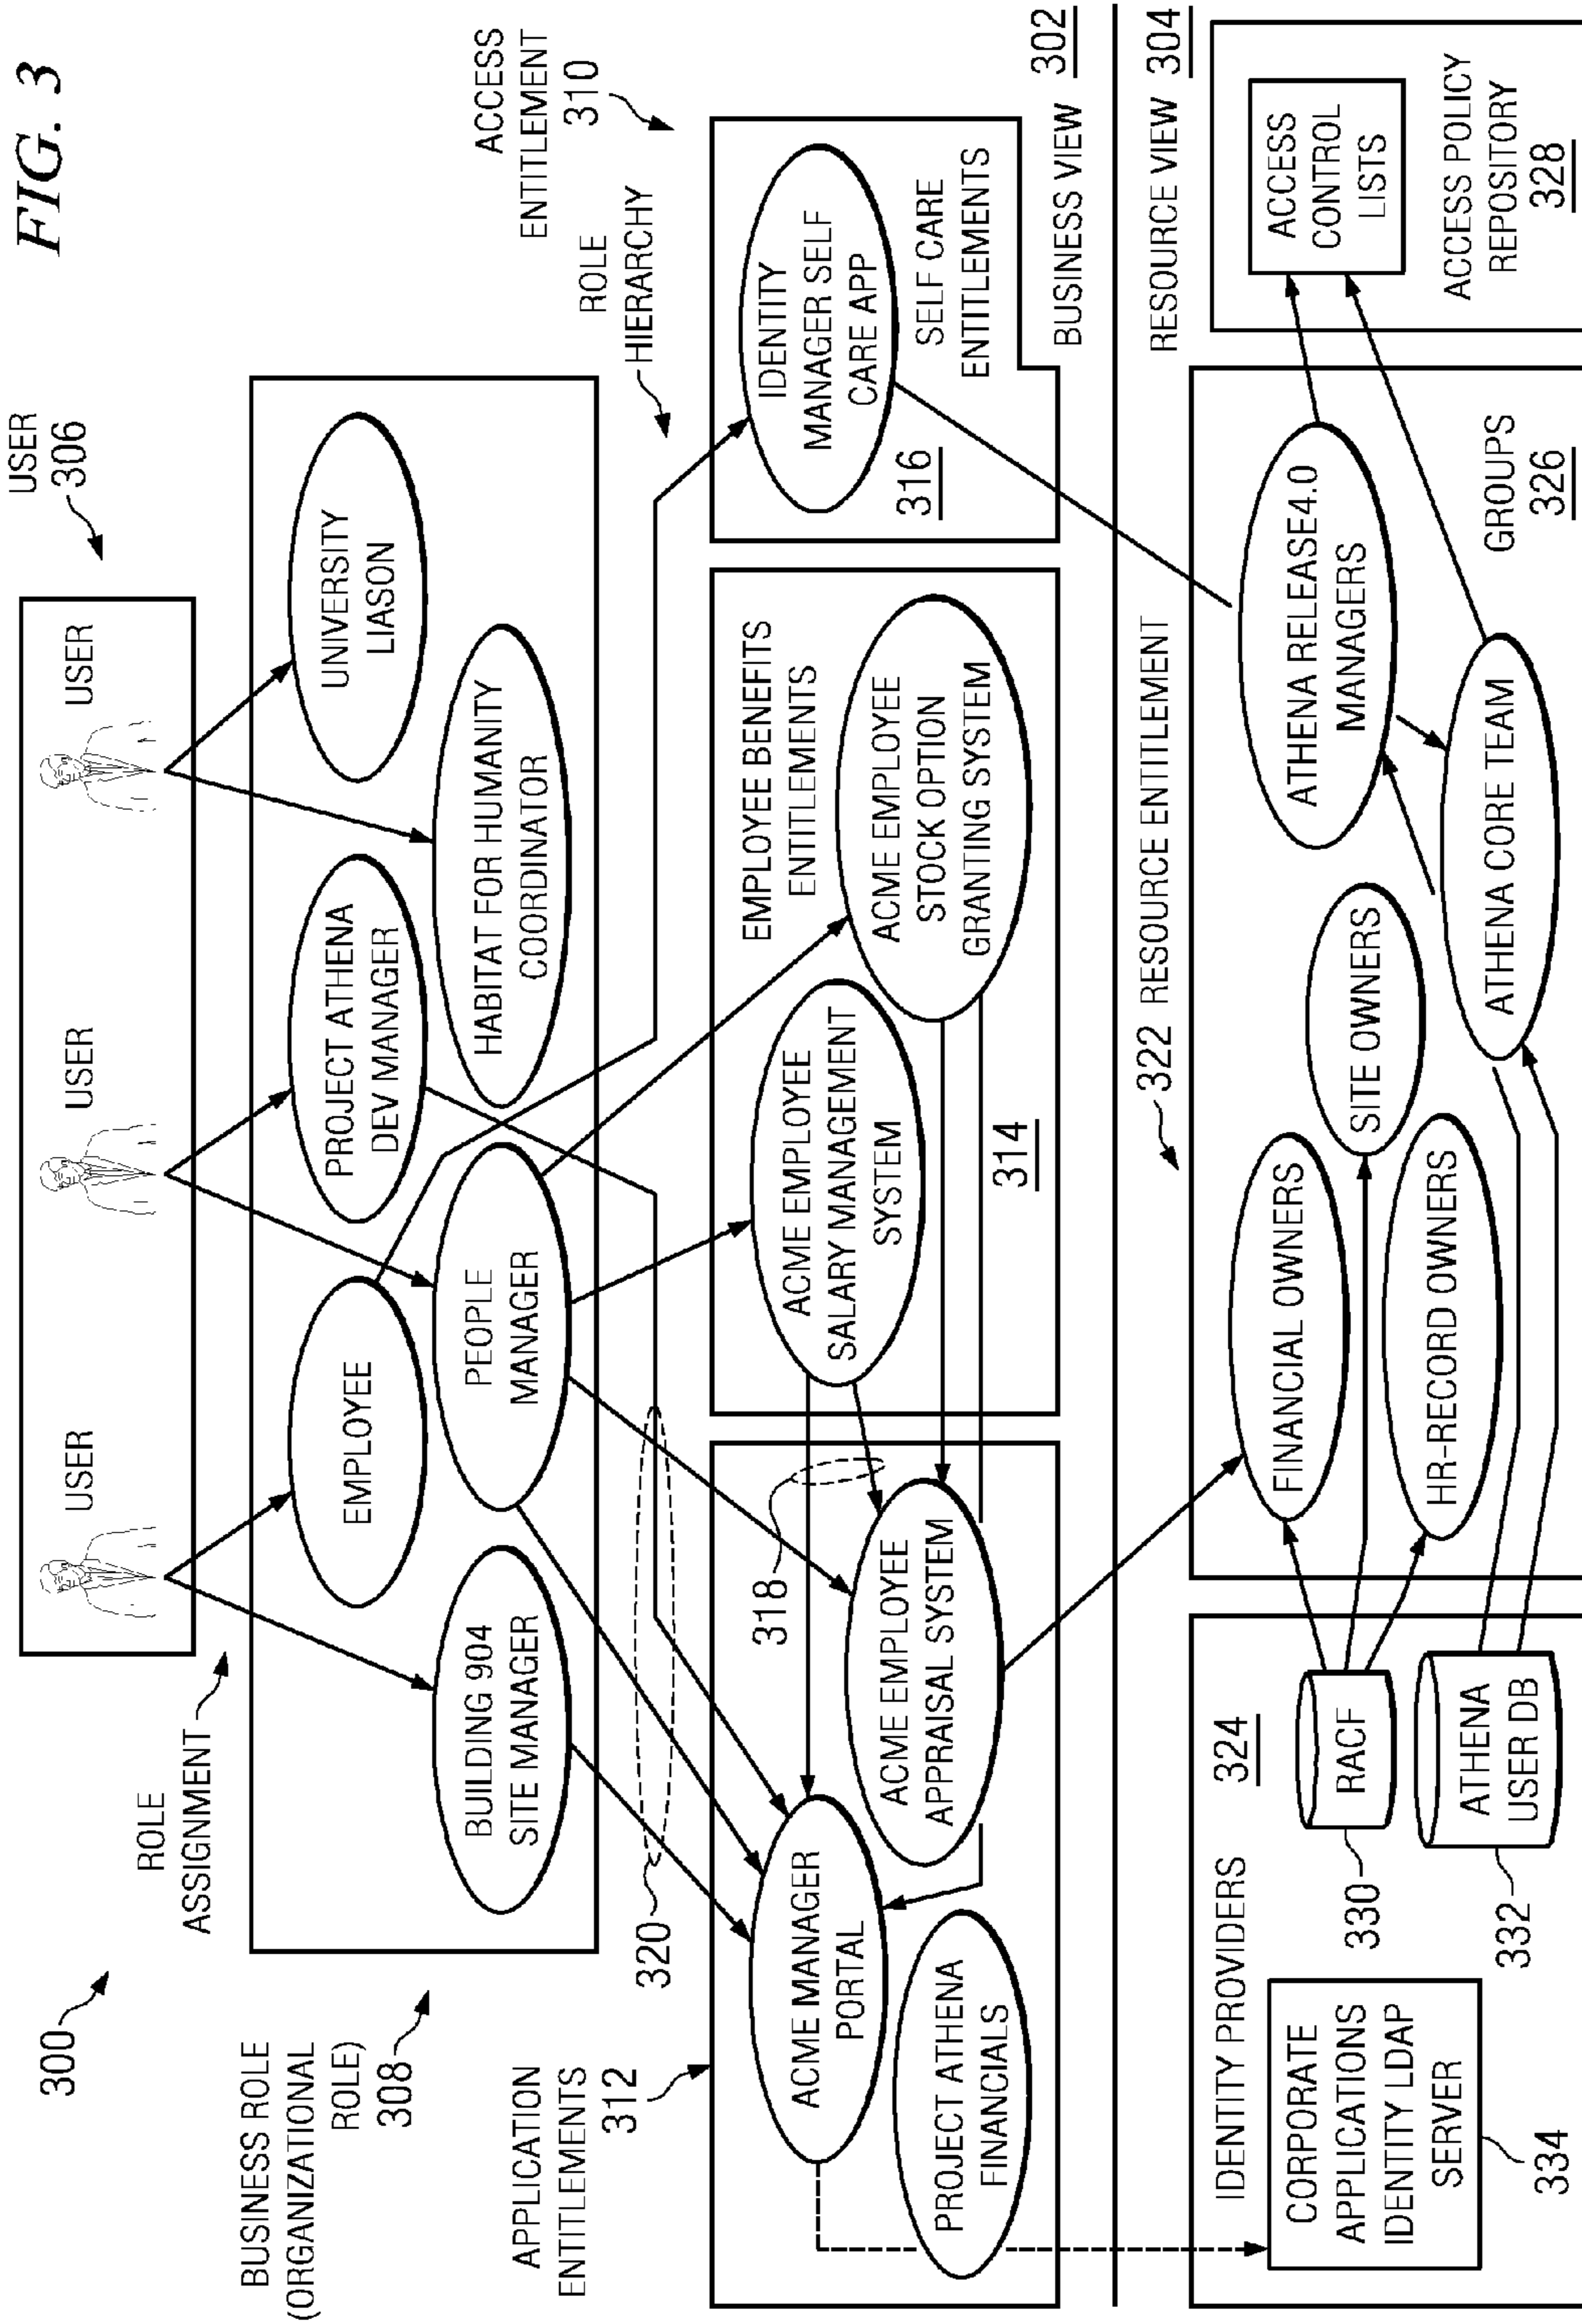 FIG. 3
300
USER
306
USER
USER
USER
ROLE
ASSIGNMENT
BUSINESS ROLE
(ORGANIZATIONAL
ROLE)
308
EMPLOYEE
PROJECT ATHENA
DEV MANAGER
UNIVERSITY
LIASON
BUILDING 904
SITE MANAGER
PEOPLE
MANAGER
HABITAT FOR HUMANITY
COORDINATOR
ROLE
HIERARCHY
ACCESS
ENTITLEMENT
310
APPLICATION
ENTITLEMENTS
312
320
318
ACME MANAGER
PORTAL
ACME EMPLOYEE
APPRAISAL SYSTEM
PROJECT ATHENA
FINANCIALS
EMPLOYEE BENEFITS
ENTITLEMENTS
ACME EMPLOYEE
SALARY MANAGEMENT
SYSTEM
ACME EMPLOYEE
STOCK OPTION
GRANTING SYSTEM
314
IDENTITY
MANAGER SELF
CARE APP
316
SELF CARE
ENTITLEMENTS
BUSINESS VIEW 302
RESOURCE VIEW 304
322 RESOURCE ENTITLEMENT
IDENTITY PROVIDERS
324
CORPORATE
APPLICATIONS
IDENTITY LDAP
SERVER
334
RACF
330
ATHENA
USER DB
332
FINANCIAL OWNERS
SITE OWNERS
HR-RECORD OWNERS
ATHENA RELEASE4.0
MANAGERS
ATHENA CORE TEAM
GROUPS
326
ACCESS
CONTROL
LISTS
ACCESS POLICY
REPOSITORY
328